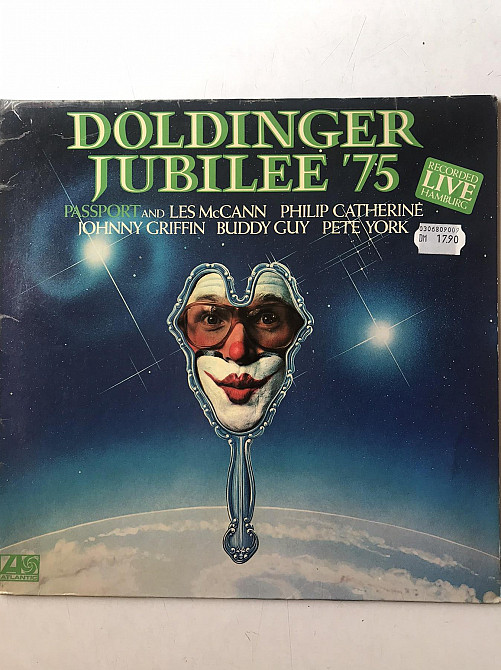 DOLDINGER
JUBILEE '75
RECORDED
LIVE
HAMBURG
PASSPORT AND LES McCANN PHILIP CATHERINE
JOHNNY GRIFFIN BUDDY GUY PETE YORK
0306809009
DM 17.90
ATLANTIC